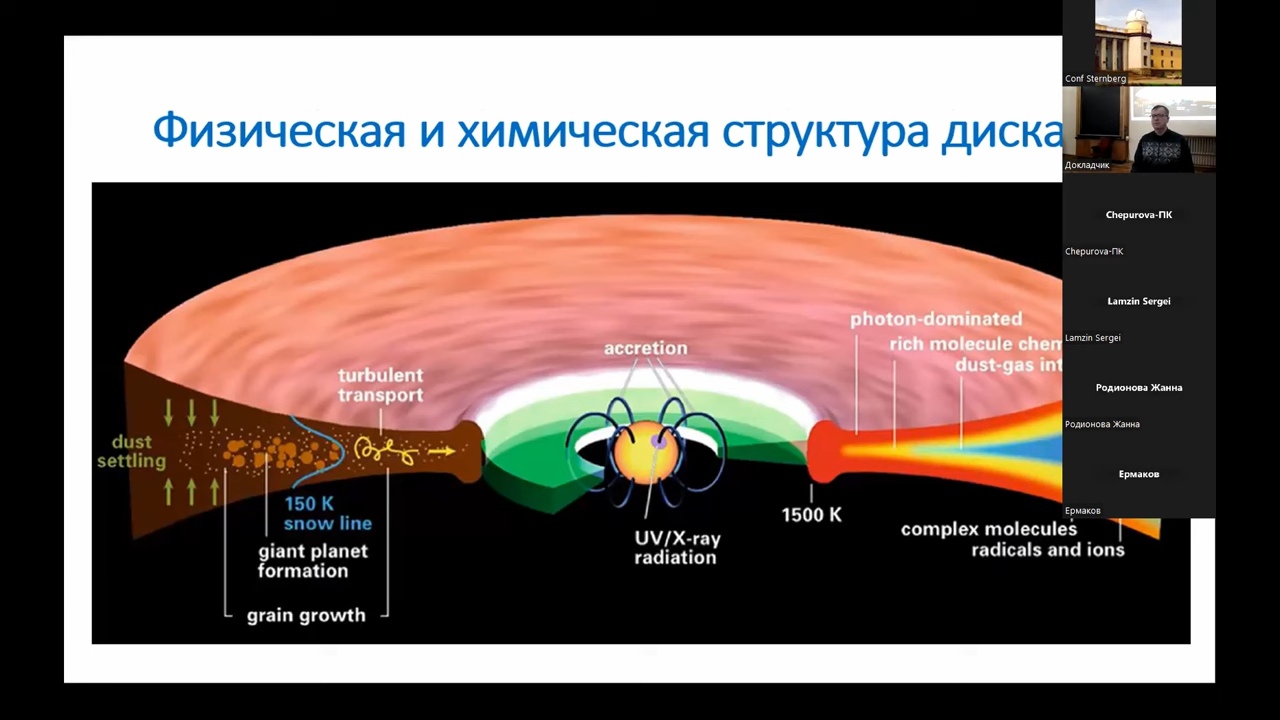 Физическая и химическая структура диска
accretion
turbulent
transport
dust
settling
150 K
snow line
giant planet
formation
grain growth
UV/X-ray
radiation
1500 K
photon-dominated
rich molecule chem
dust-gas int
complex molecules
radicals and ions
Conf Sternberg
Докладчик
Chepurova-ПК
Chepurova-ПК
Lamzin Sergei
Lamzin Sergei
Родионова Жанна
Родионова Жанна
Ермаков
Ермаков